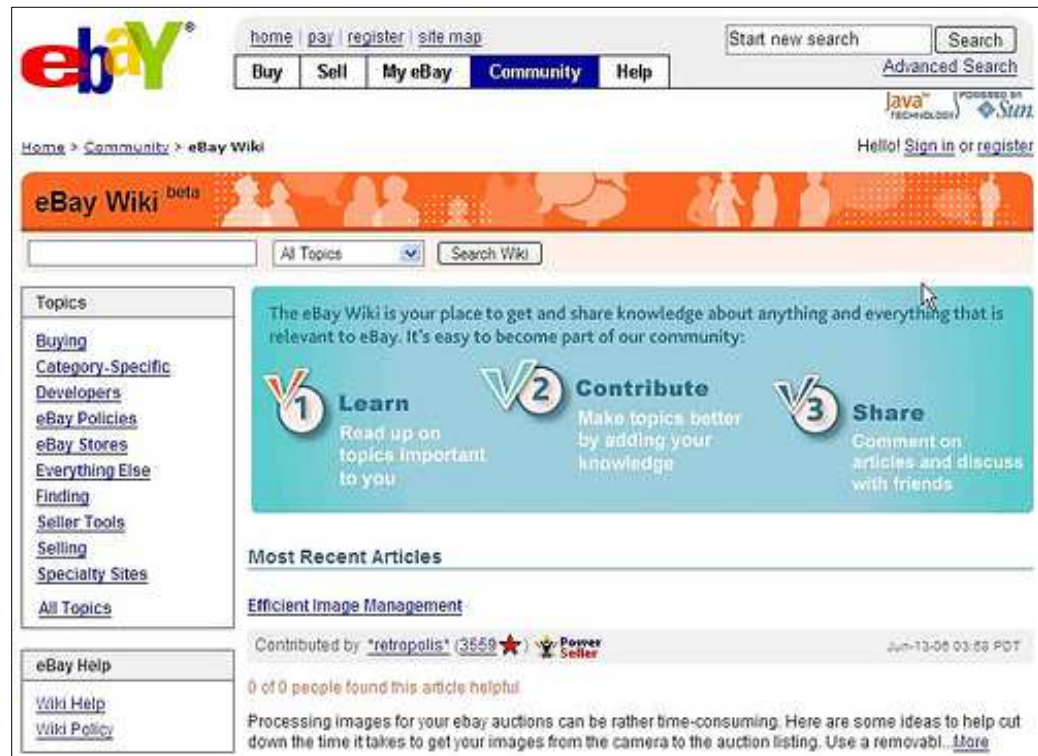 ebaY®
home | pay | register | site map
Start new search Search
Buy Sell My eBay Community Help
Advanced Search
Java™ TECHNOLOGY POWERED BY Sun
Home > Community > eBay Wiki
Hello! Sign in or register
eBay Wiki beta
All Topics Search Wiki
Topics
Buying
Category-Specific
Developers
eBay Policies
eBay Stores
Everything Else
Finding
Seller Tools
Selling
Specialty Sites
All Topics
eBay Help
Wiki Help
Wiki Policy
The eBay Wiki is your place to get and share knowledge about anything and everything that is
relevant to eBay. It's easy to become part of our community:
1 Learn
Read up on
topics important
to you
2 Contribute
Make topics better
by adding your
knowledge
3 Share
Comment on
articles and discuss
with friends
Most Recent Articles
Efficient Image Management
Contributed by *retropolis* (3559) Power Seller
0 of 0 people found this article helpful
Processing images for your ebay auctions can be rather time-consuming. Here are some ideas to help cut
down the time it takes to get your images from the camera to the auction listing. Use a removabl...More